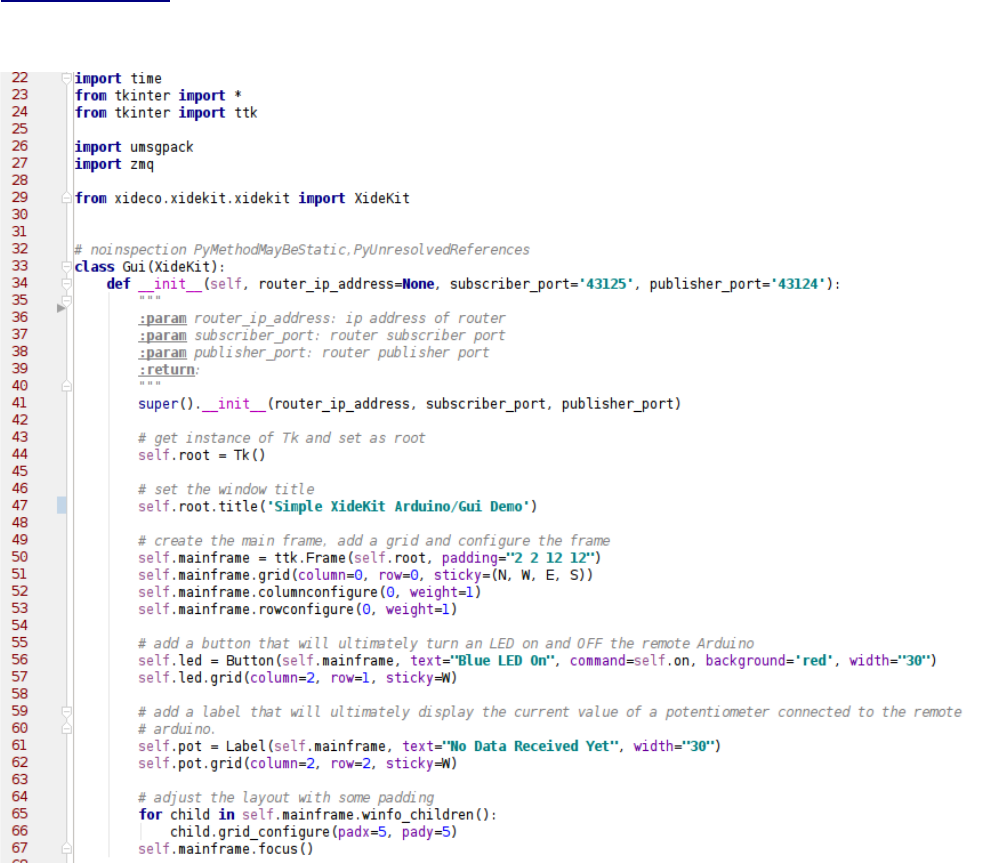 22 import time
23 from tkinter import *
24 from tkinter import ttk
25
26 import umsgpack
27 import zmq
28
29 from xideco.xidekit.xidekit import XideKit
30
31
32 # noinspection PyMethodMayBeStatic,PyUnresolvedReferences
33 class Gui(XideKit):
34     def __init__(self, router_ip_address=None, subscriber_port='43125', publisher_port='43124'):
35         """
36         :param router_ip_address: ip address of router
37         :param subscriber_port: router subscriber port
38         :param publisher_port: router publisher port
39         :return:
40         """
41         super().__init__(router_ip_address, subscriber_port, publisher_port)
42
43         # get instance of Tk and set as root
44         self.root = Tk()
45
46         # set the window title
47         self.root.title('Simple XideKit Arduino/Gui Demo')
48
49         # create the main frame, add a grid and configure the frame
50         self.mainframe = ttk.Frame(self.root, padding="2 2 12 12")
51         self.mainframe.grid(column=0, row=0, sticky=(N, W, E, S))
52         self.mainframe.columnconfigure(0, weight=1)
53         self.mainframe.rowconfigure(0, weight=1)
54
55         # add a button that will ultimately turn an LED on and OFF the remote Arduino
56         self.led = Button(self.mainframe, text="Blue LED On", command=self.on, background='red', width="30")
57         self.led.grid(column=2, row=1, sticky=W)
58
59         # add a label that will ultimately display the current value of a potentiometer connected to the remote
60         # arduino.
61         self.pot = Label(self.mainframe, text="No Data Received Yet", width="30")
62         self.pot.grid(column=2, row=2, sticky=W)
63
64         # adjust the layout with some padding
65         for child in self.mainframe.winfo_children():
66             child.grid_configure(padx=5, pady=5)
67         self.mainframe.focus()